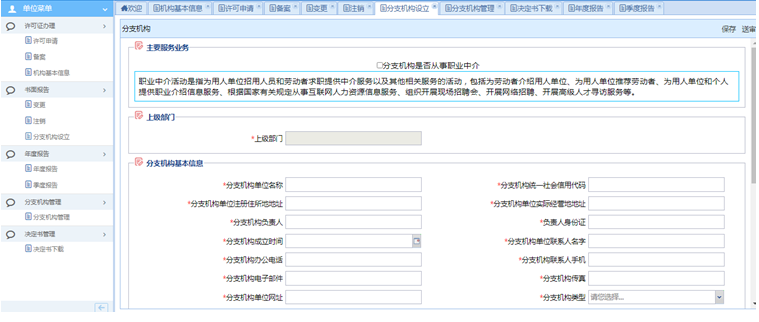 单位菜单
许可证办理
许可申请
备案
机构基本信息
书面报告
变更
注销
分支机构设立
年度报告
年度报告
季度报告
分支机构管理
分支机构管理
决定书管理
决定书下载
欢迎 机构基本信息 许可申请 备案 变更 注销 分支机构设立 分支机构管理 决定书下载 年度报告 季度报告
分支机构 保存 送审
主要服务业务
分支机构是否从事职业中介
职业中介活动是指为用人单位招用人员和劳动者求职提供中介服务以及其他相关服务的活动，包括为劳动者介绍用人单位、为用人单位推荐劳动者、为用人单位和个人
提供职业介绍信息服务、根据国家有关规定从事互联网人力资源信息服务、组织开展现场招聘会、开展网络招聘、开展高级人才寻访服务等。
上级部门
*上级部门
分支机构基本信息
*分支机构单位名称 *分支机构统一社会信用代码
*分支机构单位注册住所地地址 *分支机构单位实际经营地地址
*分支机构负责人 *负责人身份证
*分支机构成立时间 *分支机构单位联系人名字
*分支机构办公电话 *分支机构联系人手机
*分支机构电子邮件 *分支机构传真
*分支机构单位网址 *分支机构类型 请您选择...